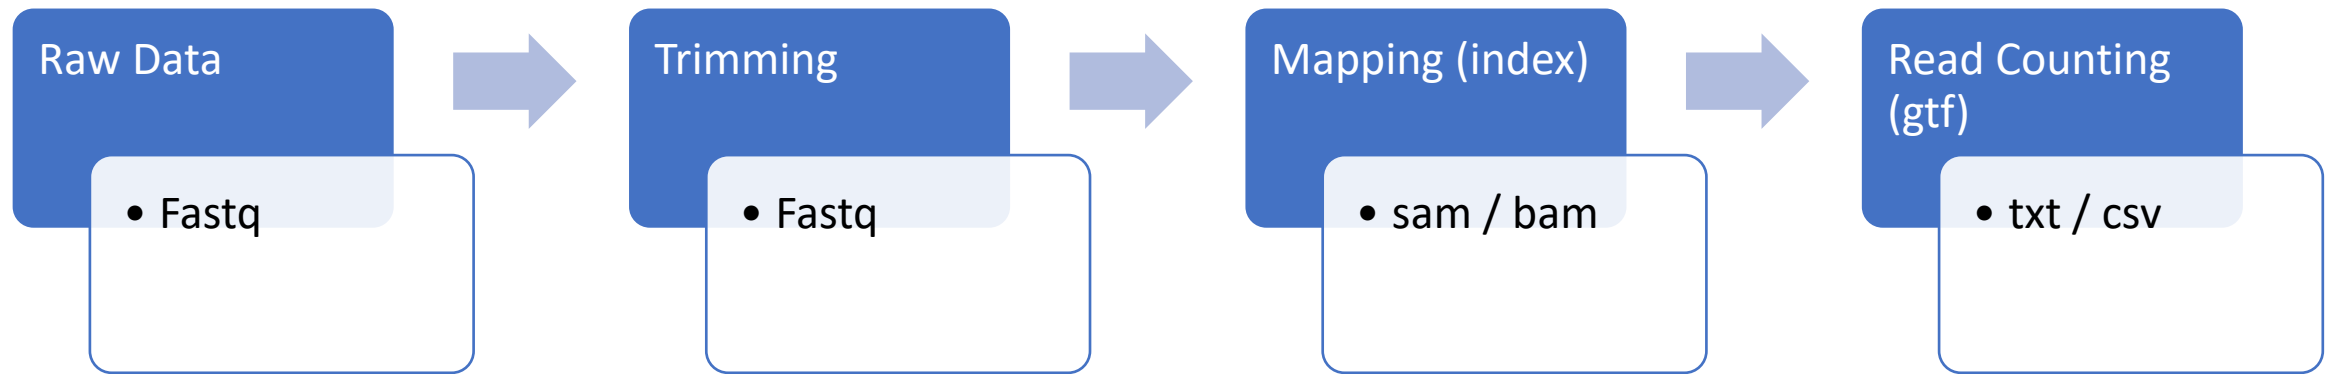 Raw Data
• Fastq
Trimming
• Fastq
Mapping (index)
• sam / bam
Read Counting
(gtf)
• txt / csv